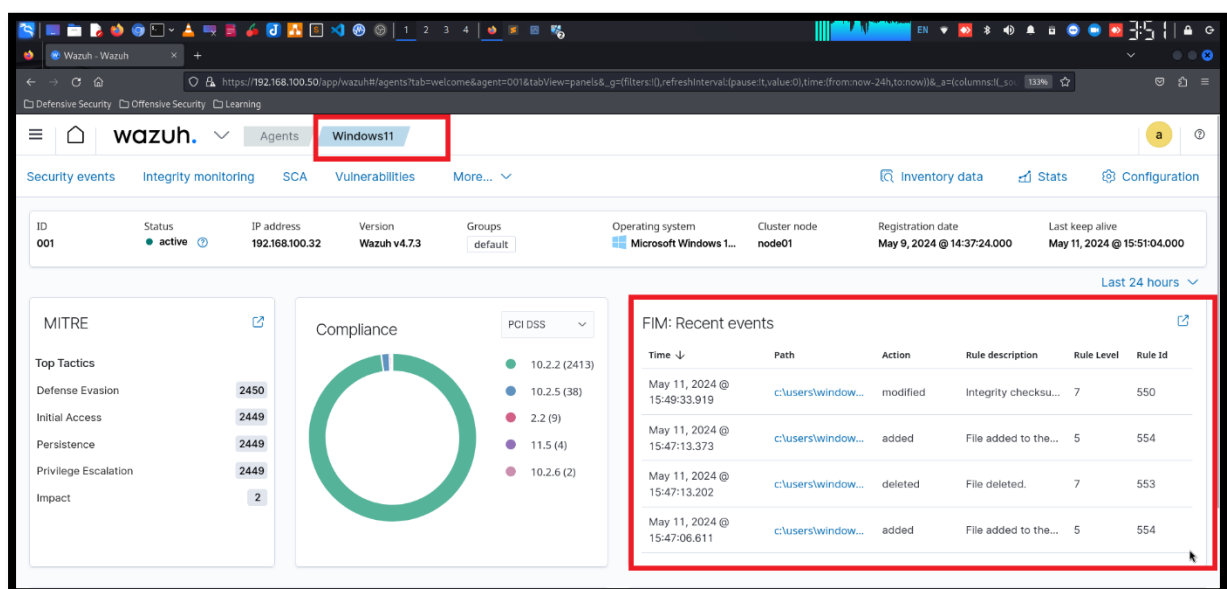 1 2 3 4
EN
3:51
Wazuh - Wazuh × +
https://192.168.100.50/app/wazuh#/agents?tab=welcome&agent=001&tabView=panels&_g=(filters:!(),refreshInterval:(pause:!t,value:0),time:(from:now-24h,to:now))&_a=(columns:!(_sou 133%
Defensive Security Offensive Security Learning
wazuh. Agents Windows11 a
Security events Integrity monitoring SCA Vulnerabilities More... Inventory data Stats Configuration
ID Status IP address Version Groups Operating system Cluster node Registration date Last keep alive
001 active 192.168.100.32 Wazuh v4.7.3 default Microsoft Windows 1... node01 May 9, 2024 @ 14:37:24.000 May 11, 2024 @ 15:51:04.000
Last 24 hours
MITRE
Top Tactics
Defense Evasion 2450
Initial Access 2449
Persistence 2449
Privilege Escalation 2449
Impact 2
Compliance PCI DSS
10.2.2 (2413)
10.2.5 (38)
2.2 (9)
11.5 (4)
10.2.6 (2)
FIM: Recent events
Time Path Action Rule description Rule Level Rule Id
May 11, 2024 @
15:49:33.919 c:\users\window... modified Integrity checksu... 7 550
May 11, 2024 @
15:47:13.373 c:\users\window... added File added to the... 5 554
May 11, 2024 @
15:47:13.202 c:\users\window... deleted File deleted. 7 553
May 11, 2024 @
15:47:06.611 c:\users\window... added File added to the... 5 554